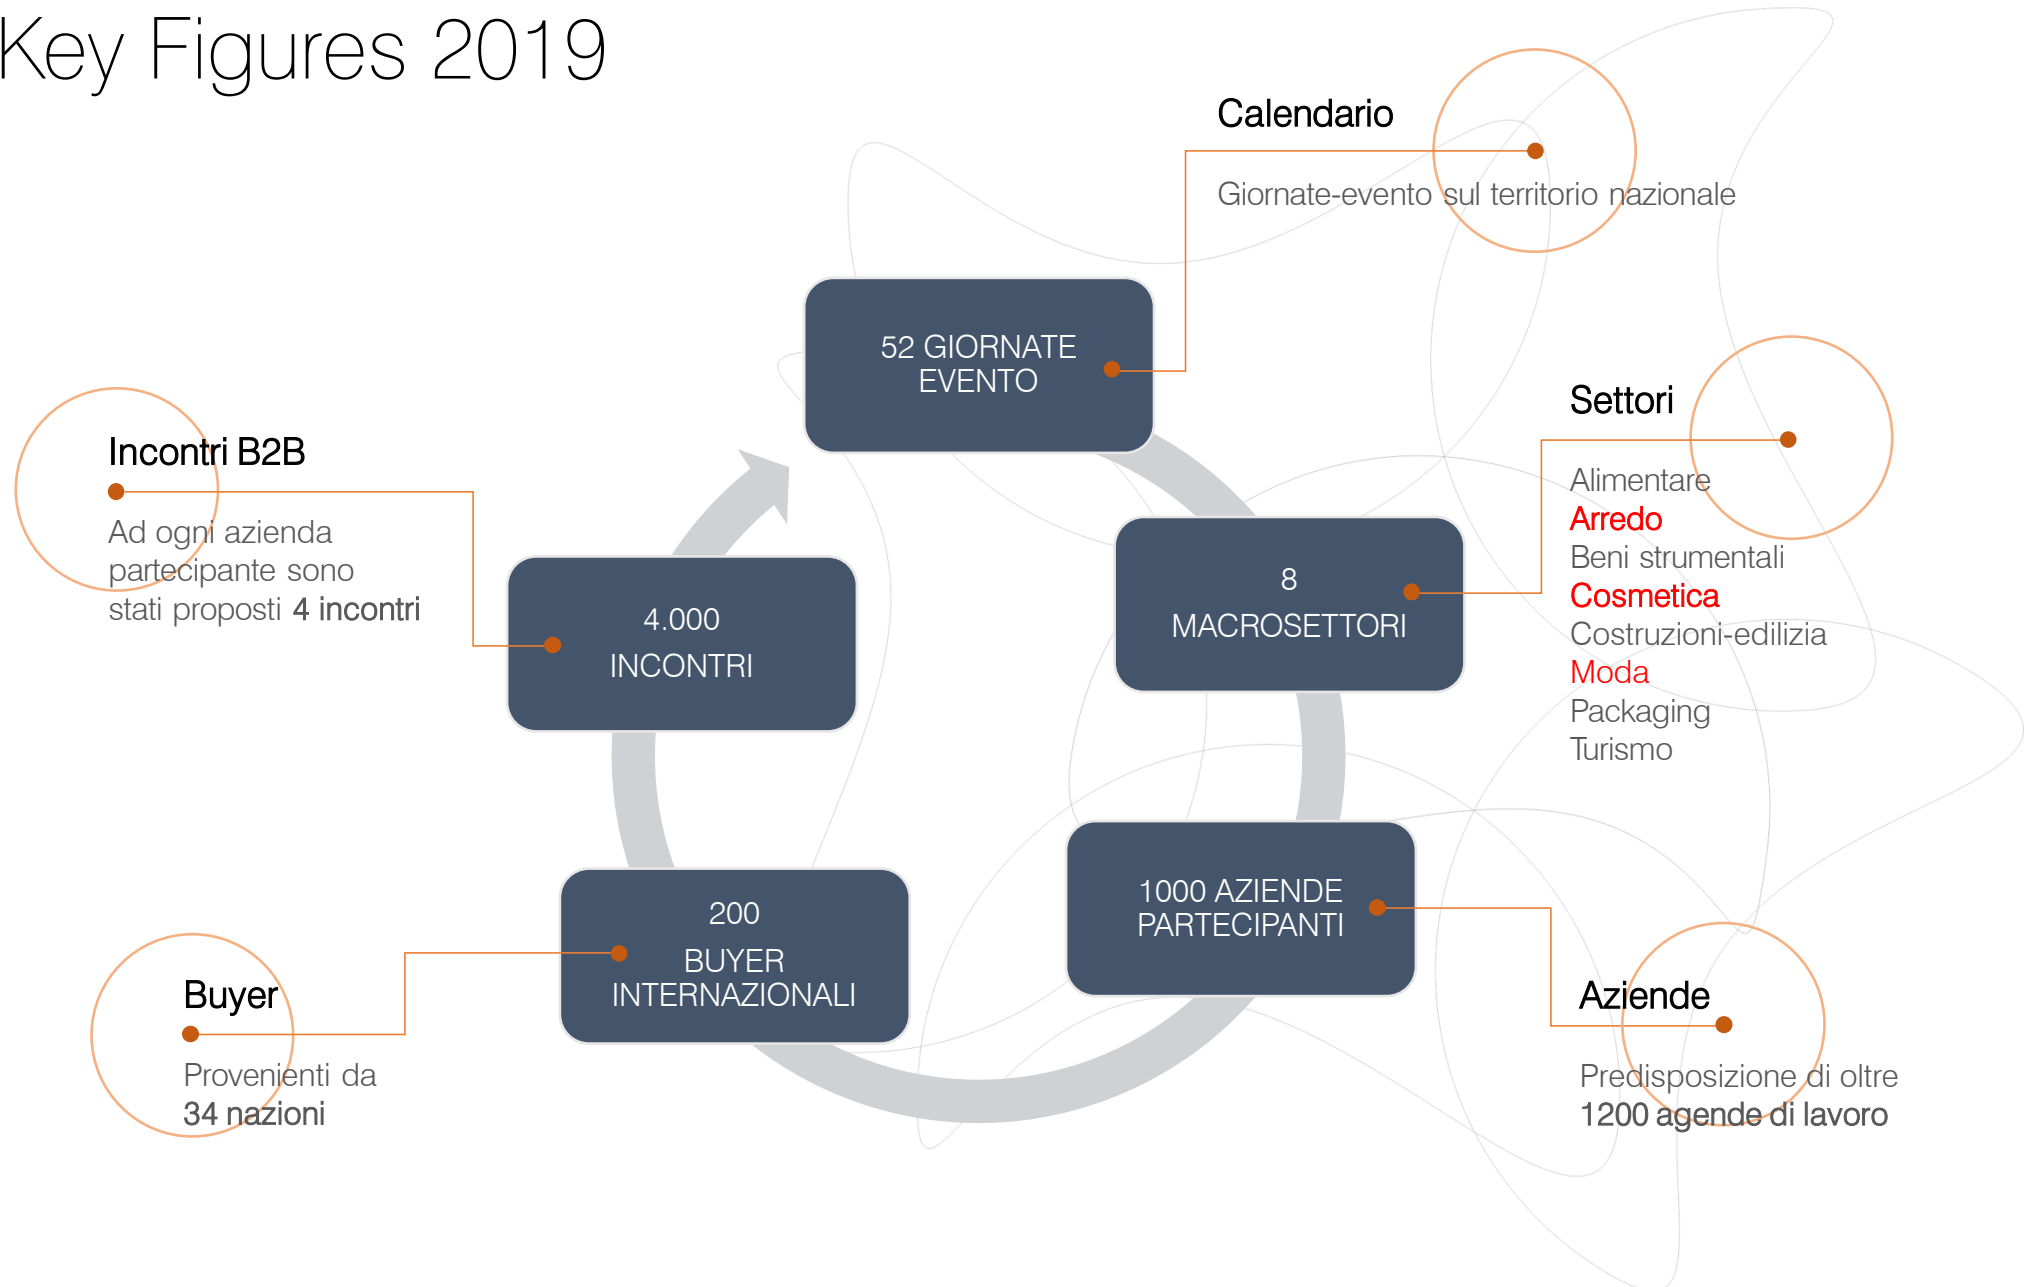 Key Figures 2019
Calendario
Giornate-evento sul territorio nazionale
52 GIORNATE
EVENTO
Settori
Alimentare
Arredo
Beni strumentali
Cosmetica
Costruzioni-edilizia
Moda
Packaging
Turismo
8
MACROSETTORI
Incontri B2B
Ad ogni azienda
partecipante sono
stati proposti 4 incontri
4.000
INCONTRI
1000 AZIENDE
PARTECIPANTI
Aziende
Predisposizione di oltre
1200 agende di lavoro
200
BUYER
INTERNAZIONALI
Buyer
Provenienti da
34 nazioni